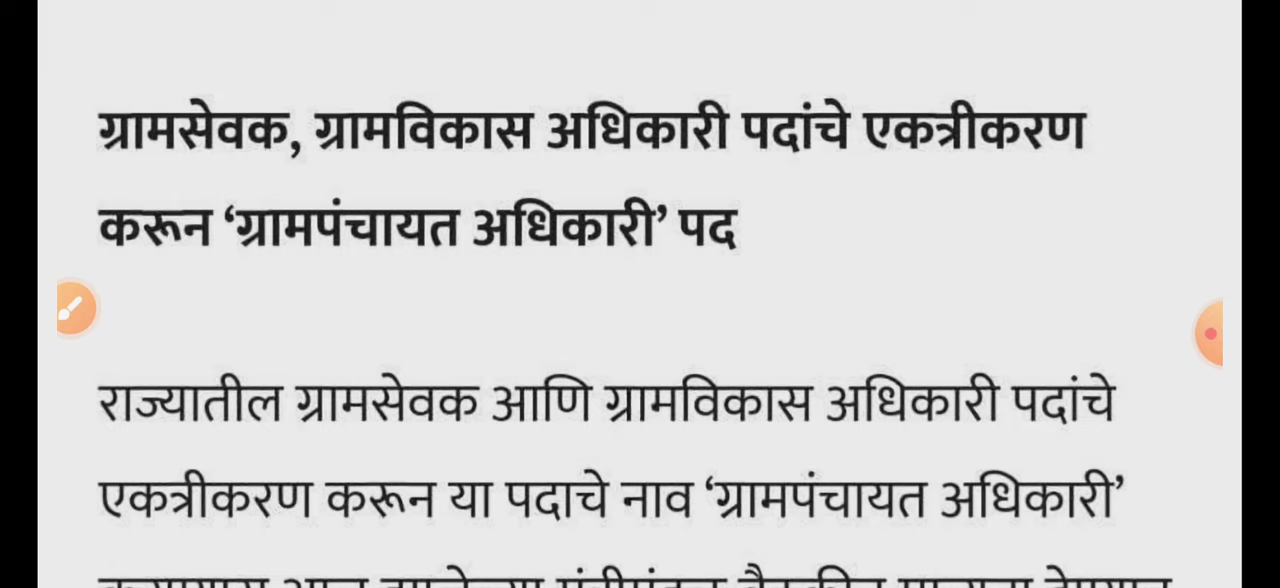 ग्रामसेवक, ग्रामविकास अधिकारी पदांचे एकत्रीकरण
करून ‘ग्रामपंचायत अधिकारी’ पद
राज्यातील ग्रामसेवक आणि ग्रामविकास अधिकारी पदांचे
एकत्रीकरण करून या पदाचे नाव ‘ग्रामपंचायत अधिकारी’